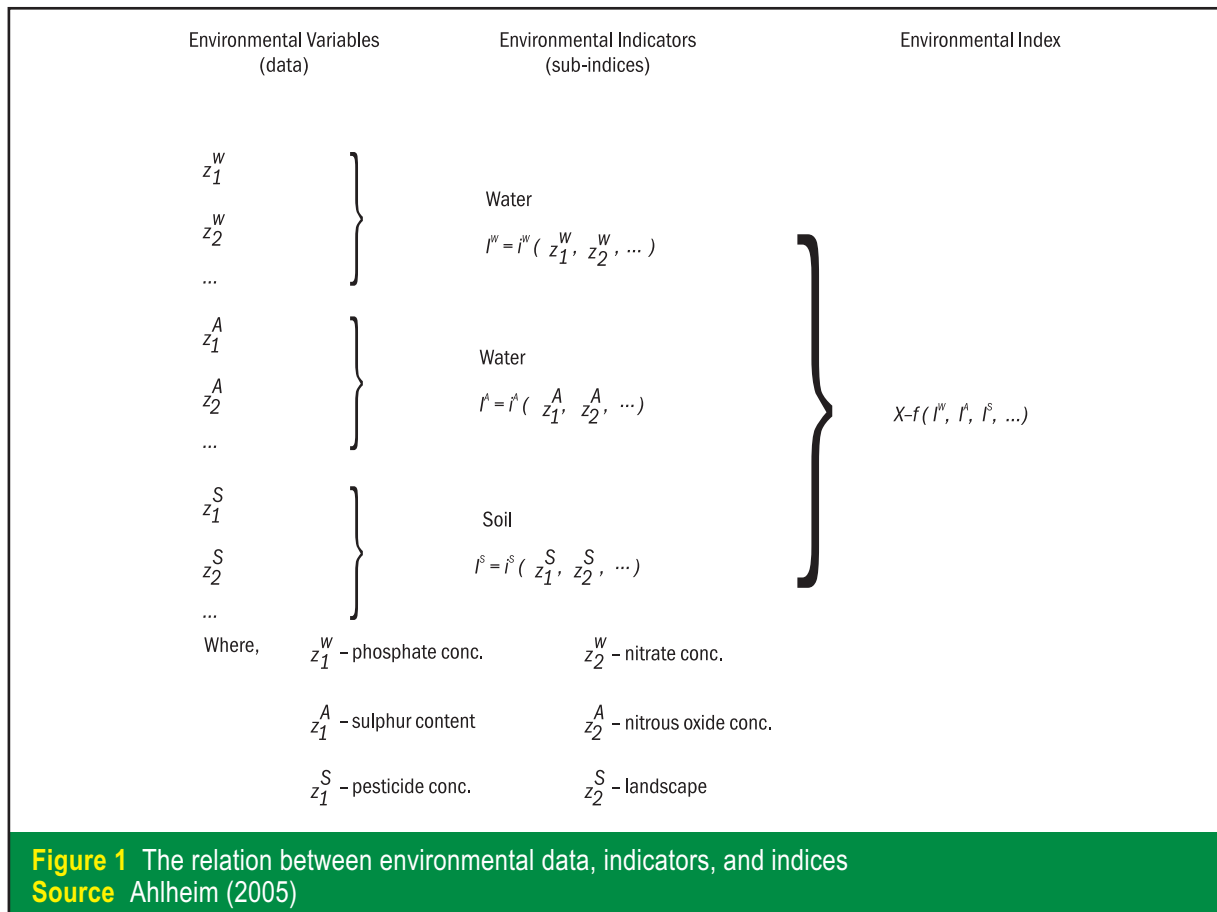 Environmental Variables Environmental Indicators Environmental Index
(data) (sub-indices)
z₁ᵂ
Water
z₂ᵂ
Iᵂ = iᵂ ( z₁ᵂ, z₂ᵂ, ... )
...
z₁ᴬ
Water
z₂ᴬ
Iᴬ = iᴬ ( z₁ᴬ, z₂ᴬ, ... )
X–f ( Iᵂ, Iᴬ, Iˢ, ...)
...
z₁ˢ
Soil
z₂ˢ
Iˢ = iˢ ( z₁ˢ, z₂ˢ, ... )
...
Where, z₁ᵂ – phosphate conc. z₂ᵂ – nitrate conc.
z₁ᴬ – sulphur content z₂ᴬ – nitrous oxide conc.
z₁ˢ – pesticide conc. z₂ˢ – landscape
Figure 1 The relation between environmental data, indicators, and indices
Source Ahlheim (2005)